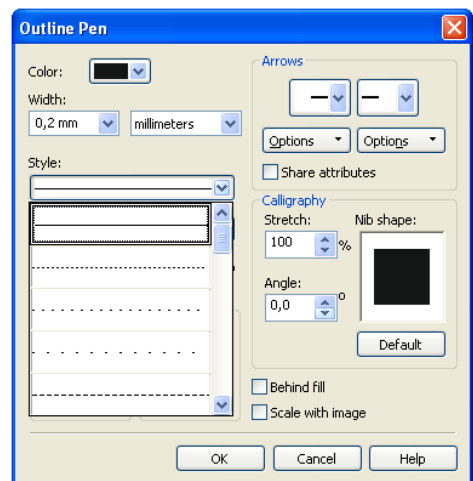 Outline Pen
Color:
Width:
0,2 mm
millimeters
Style:
Arrows
Options
Options
Share attributes
Calligraphy
Stretch:
Nib shape:
100
%
Angle:
0,0
o
Default
Behind fill
Scale with image
OK
Cancel
Help